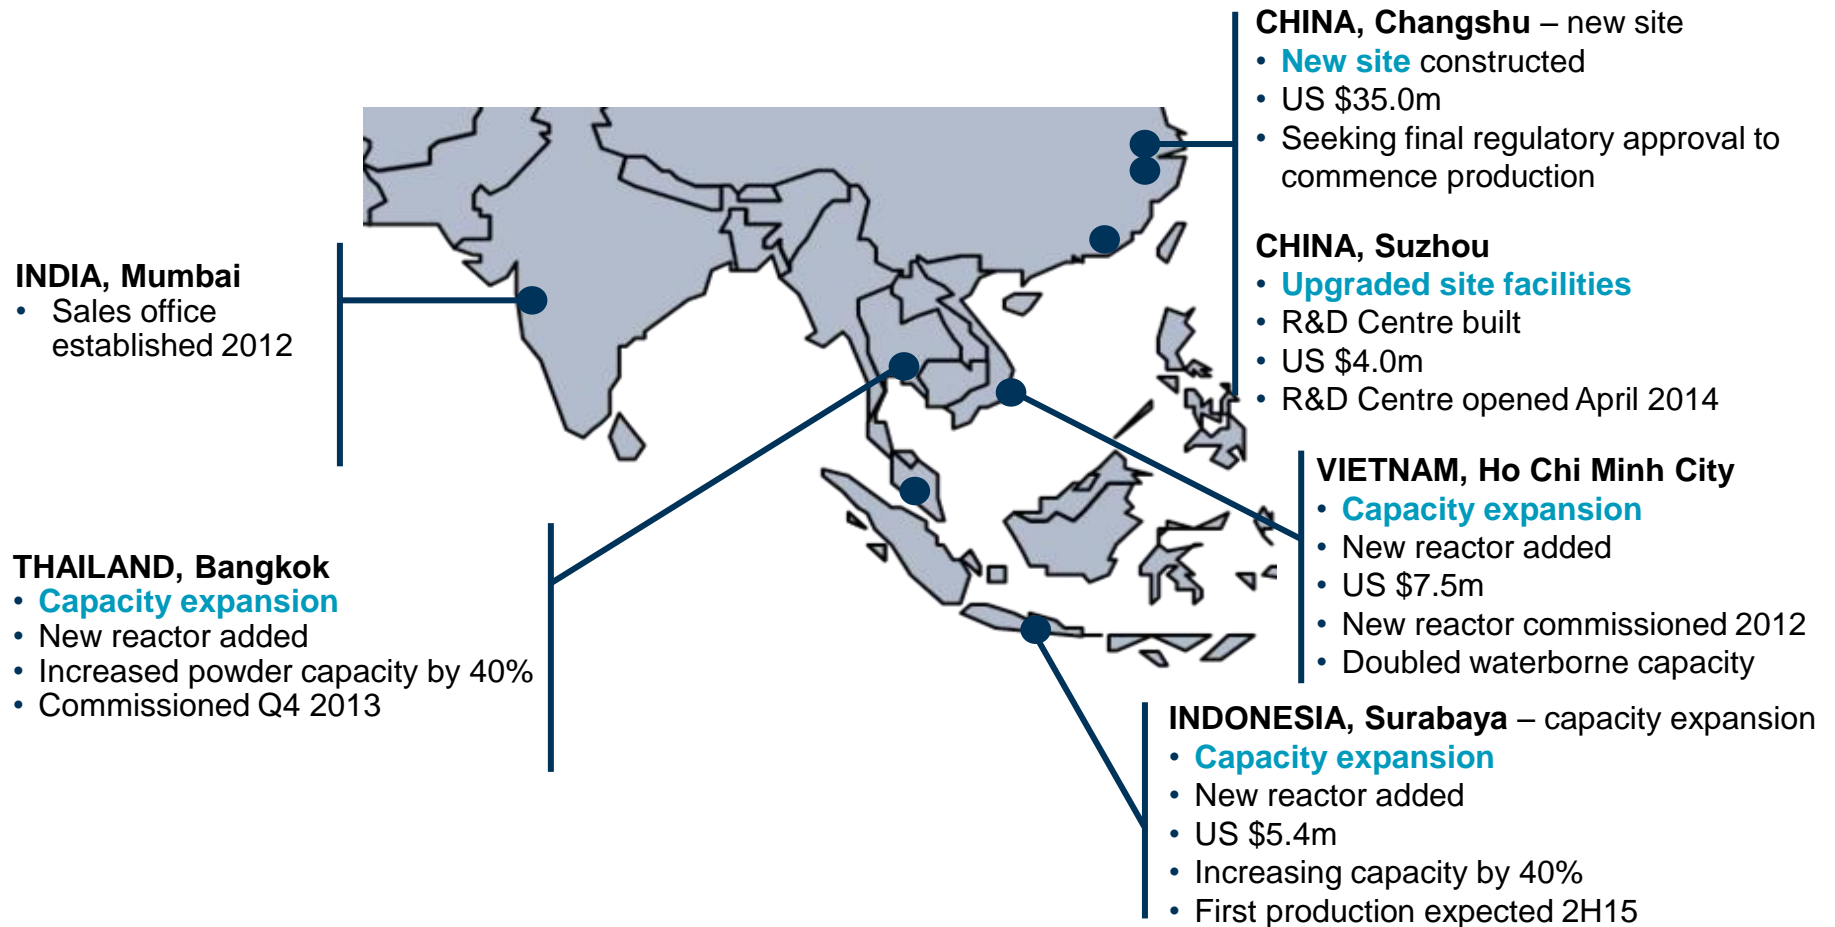 CHINA, Changshu – new site
• New site constructed
• US $35.0m
• Seeking final regulatory approval to
commence production
CHINA, Suzhou
• Upgraded site facilities
• R&D Centre built
• US $4.0m
• R&D Centre opened April 2014
INDIA, Mumbai
• Sales office
established 2012
VIETNAM, Ho Chi Minh City
• Capacity expansion
• New reactor added
• US $7.5m
• New reactor commissioned 2012
• Doubled waterborne capacity
THAILAND, Bangkok
• Capacity expansion
• New reactor added
• Increased powder capacity by 40%
• Commissioned Q4 2013
INDONESIA, Surabaya – capacity expansion
• Capacity expansion
• New reactor added
• US $5.4m
• Increasing capacity by 40%
• First production expected 2H15